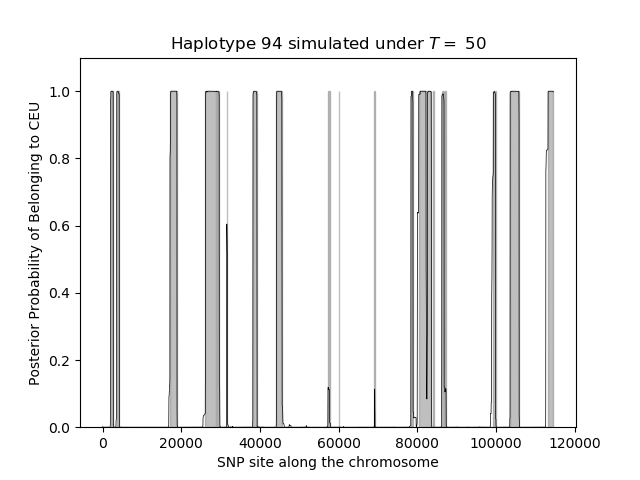 Haplotype 94 simulated under T = 50
Posterior Probability of Belonging to CEU
1.0
0.8
0.6
0.4
0.2
0.0
0 20000 40000 60000 80000 100000 120000
SNP site along the chromosome